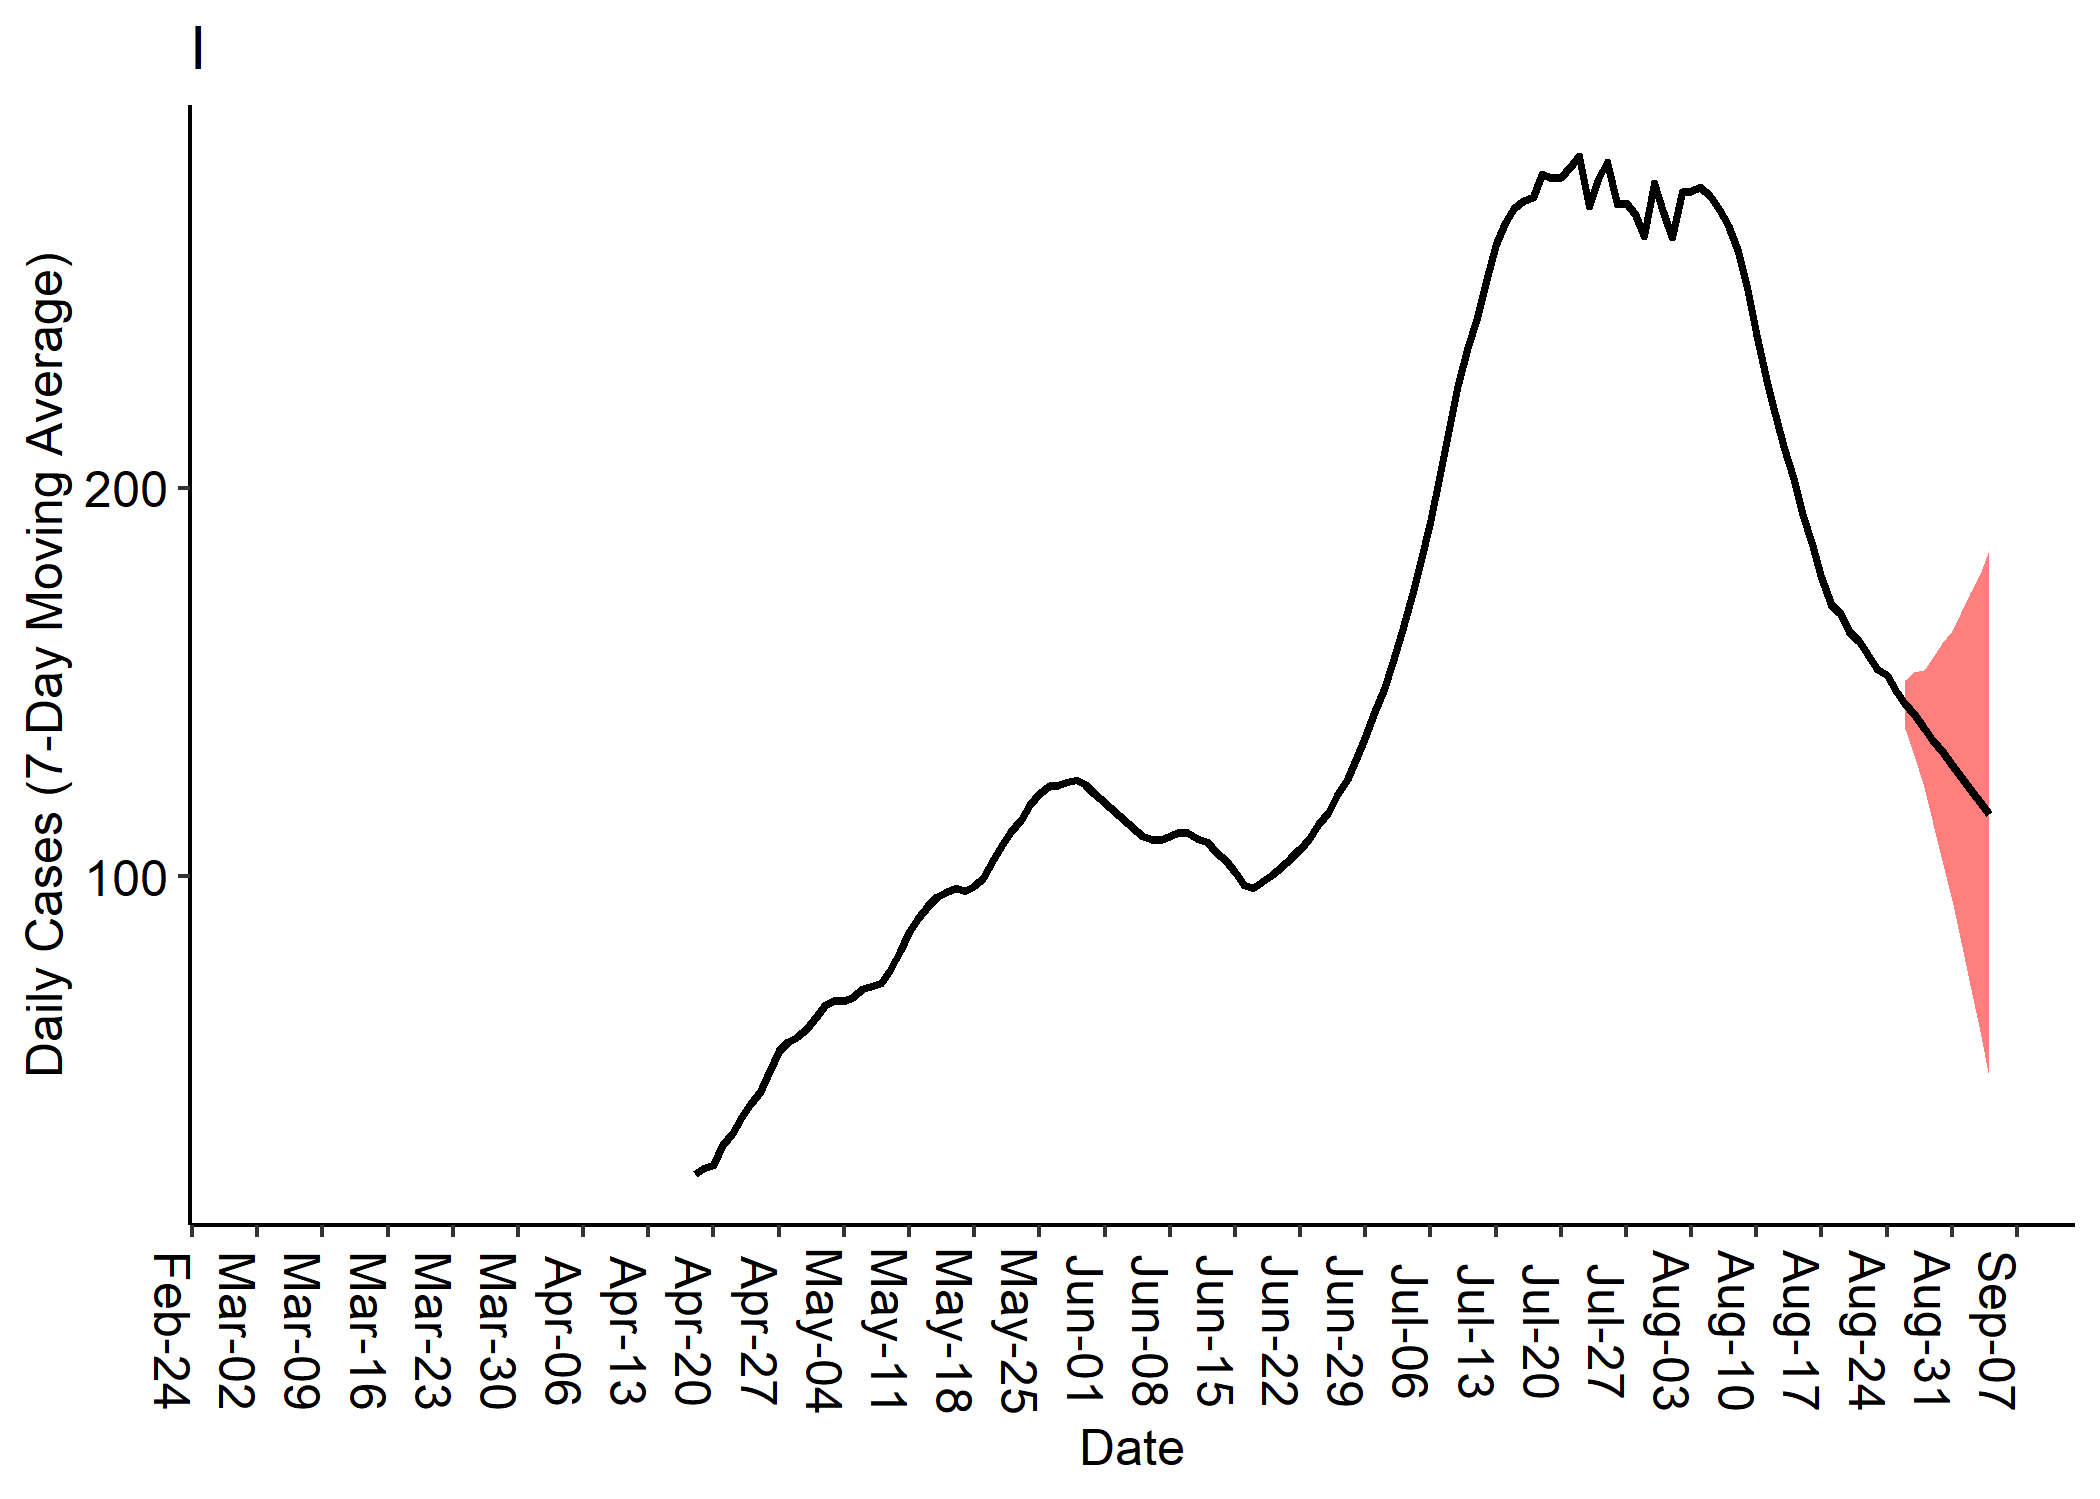 I
Daily Cases (7-Day Moving Average)
200
100
Feb-24
Mar-02
Mar-09
Mar-16
Mar-23
Mar-30
Apr-06
Apr-13
Apr-20
Apr-27
May-04
May-11
May-18
May-25
Jun-01
Jun-08
Jun-15
Jun-22
Jun-29
Jul-06
Jul-13
Jul-20
Jul-27
Aug-03
Aug-10
Aug-17
Aug-24
Aug-31
Sep-07
Date